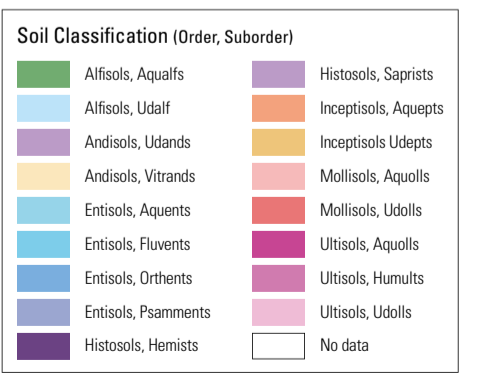 Soil Classification (Order, Suborder)
Alfisols, Aqualfs
Alfisols, Udalf
Andisols, Udands
Andisols, Vitrands
Entisols, Aquents
Entisols, Fluvents
Entisols, Orthents
Entisols, Psamments
Histosols, Hemists
Histosols, Saprists
Inceptisols, Aquepts
Inceptisols Udepts
Mollisols, Aquolls
Mollisols, Udolls
Ultisols, Aquolls
Ultisols, Humults
Ultisols, Udolls
No data